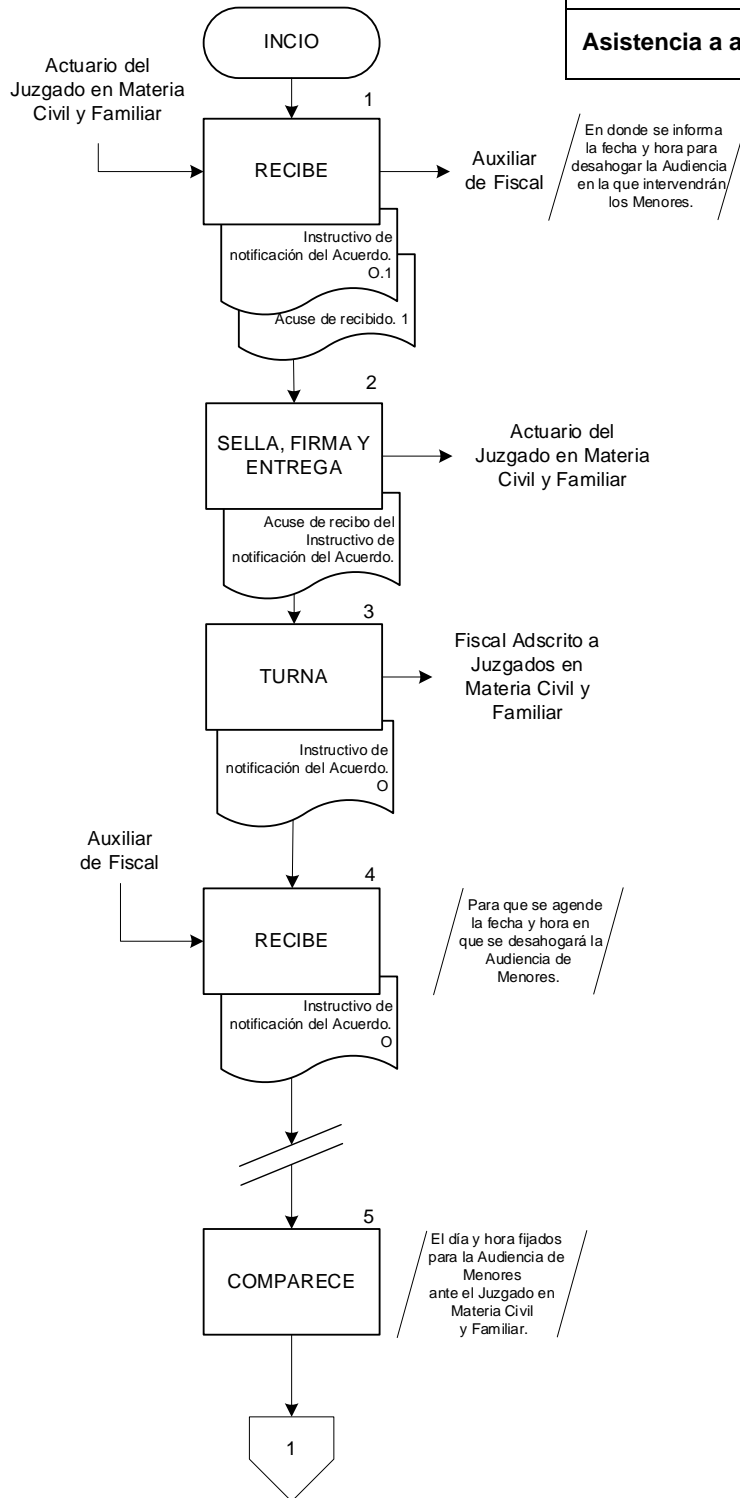 INCIO
Asistencia a a
Actuario del
Juzgado en Materia
Civil y Familiar
1
RECIBE
Auxiliar
de Fiscal
En donde se informa
la fecha y hora para
desahogar la Audiencia
en la que intervendrán
los Menores.
Instructivo de
notificación del Acuerdo.
O.1
Acuse de recibido. 1
2
SELLA, FIRMA Y
ENTREGA
Actuario del
Juzgado en Materia
Civil y Familiar
Acuse de recibo del
Instructivo de
notificación del Acuerdo.
3
TURNA
Fiscal Adscrito a
Juzgados en
Materia Civil y
Familiar
Instructivo de
notificación del Acuerdo.
O
Auxiliar
de Fiscal
4
RECIBE
Para que se agende
la fecha y hora en
que se desahogará la
Audiencia de
Menores.
Instructivo de
notificación del Acuerdo.
O
5
COMPARECE
El día y hora fijados
para la Audiencia de
Menores
ante el Juzgado en
Materia Civil
y Familiar.
1